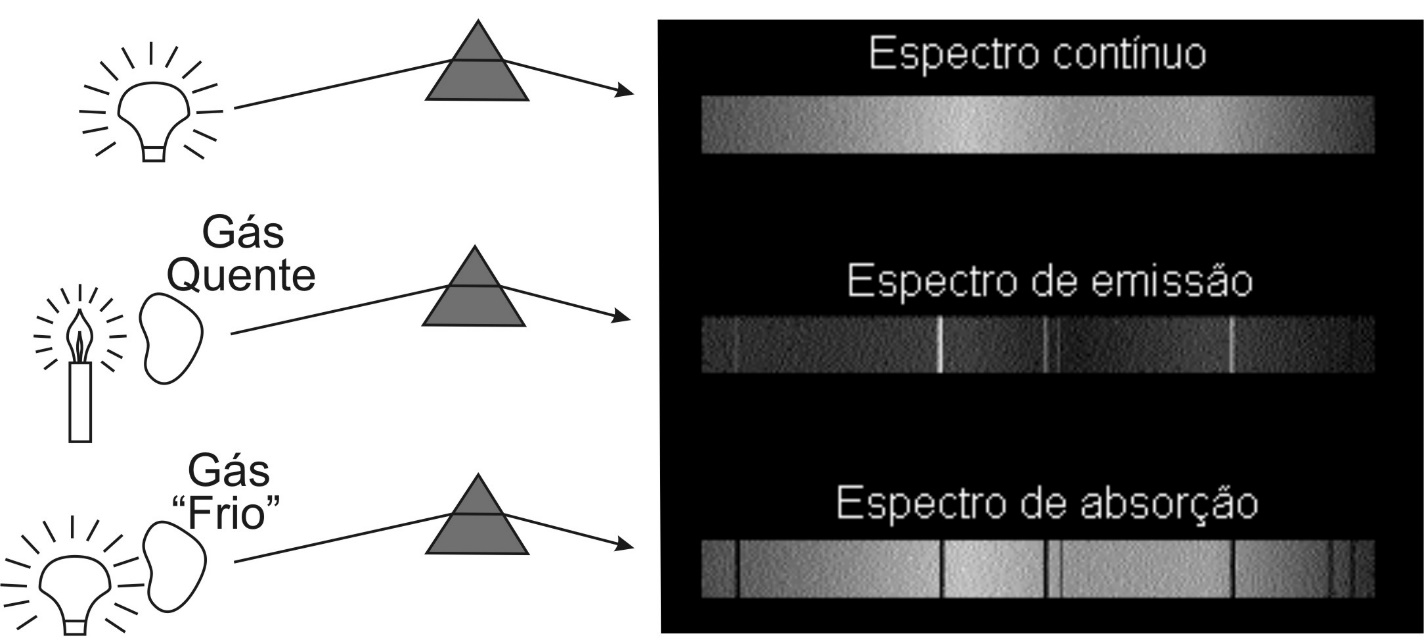 Espectro contínuo
Gás
Quente
Espectro de emissão
Gás
“Frio”
Espectro de absorção